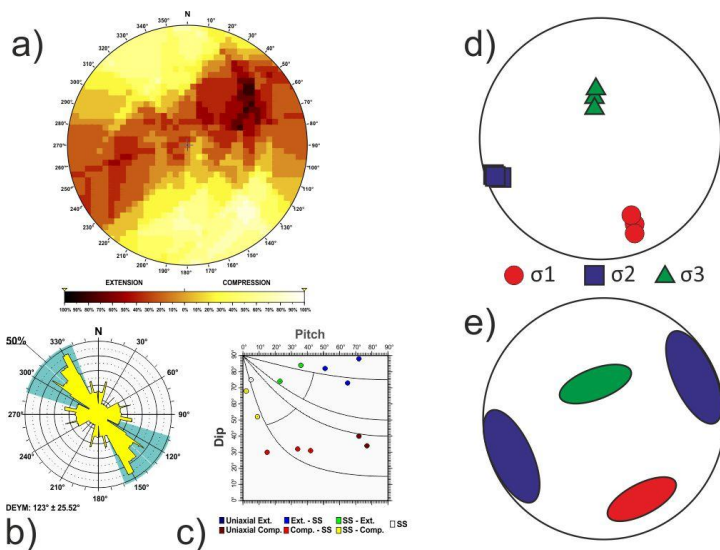 a)
N
340° 350° 10° 20°
330° 30°
320° 40°
310° 50°
300° 60°
290° 70°
280° 80°
270° 90°
260° 100°
250° 110°
240° 120°
230° 130°
220° 140°
210° 150°
200° 190° 180° 170° 160°
EXTENSION COMPRESSION
100% 90% 80% 70% 60% 50% 40% 30% 20% 10% 0% 10% 20% 30% 40% 50% 60% 70% 80% 90% 100%
d)
σ1 σ2 σ3
50%
N
330° 30°
300° 60°
270° 90°
240° 120°
210° 150°
180°
DEYM: 123° ± 25.52°
b)
Pitch
0° 10° 20° 30° 40° 50° 60° 70° 80° 90°
Dip
90°
80°
70°
60°
50°
40°
30°
20°
10°
0°
Uniaxial Ext. Ext. - SS SS - Ext. SS
Uniaxial Comp. Comp. - SS SS - Comp.
c)
e)